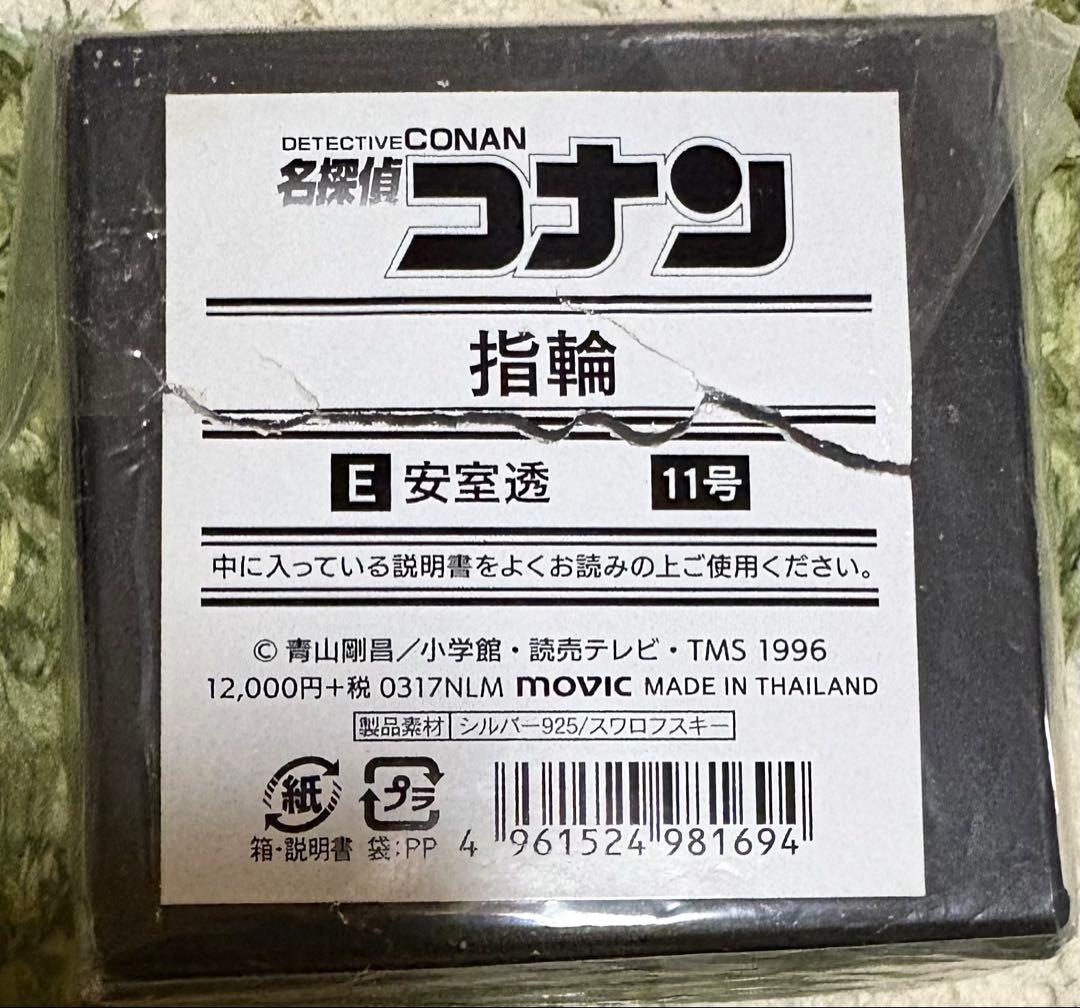 DETECTIVE CONAN
名探偵コナン
指輪
E 安室透 11号
中に入っている説明書をよくお読みの上ご使用ください。
© 青山剛昌／小学館・読売テレビ・TMS 1996
12,000円+税 0317NLM movic MADE IN THAILAND
製品素材 シルバー925/スワロフスキー
紙 プラ
箱・説明書 袋:PP 4 961524 981694